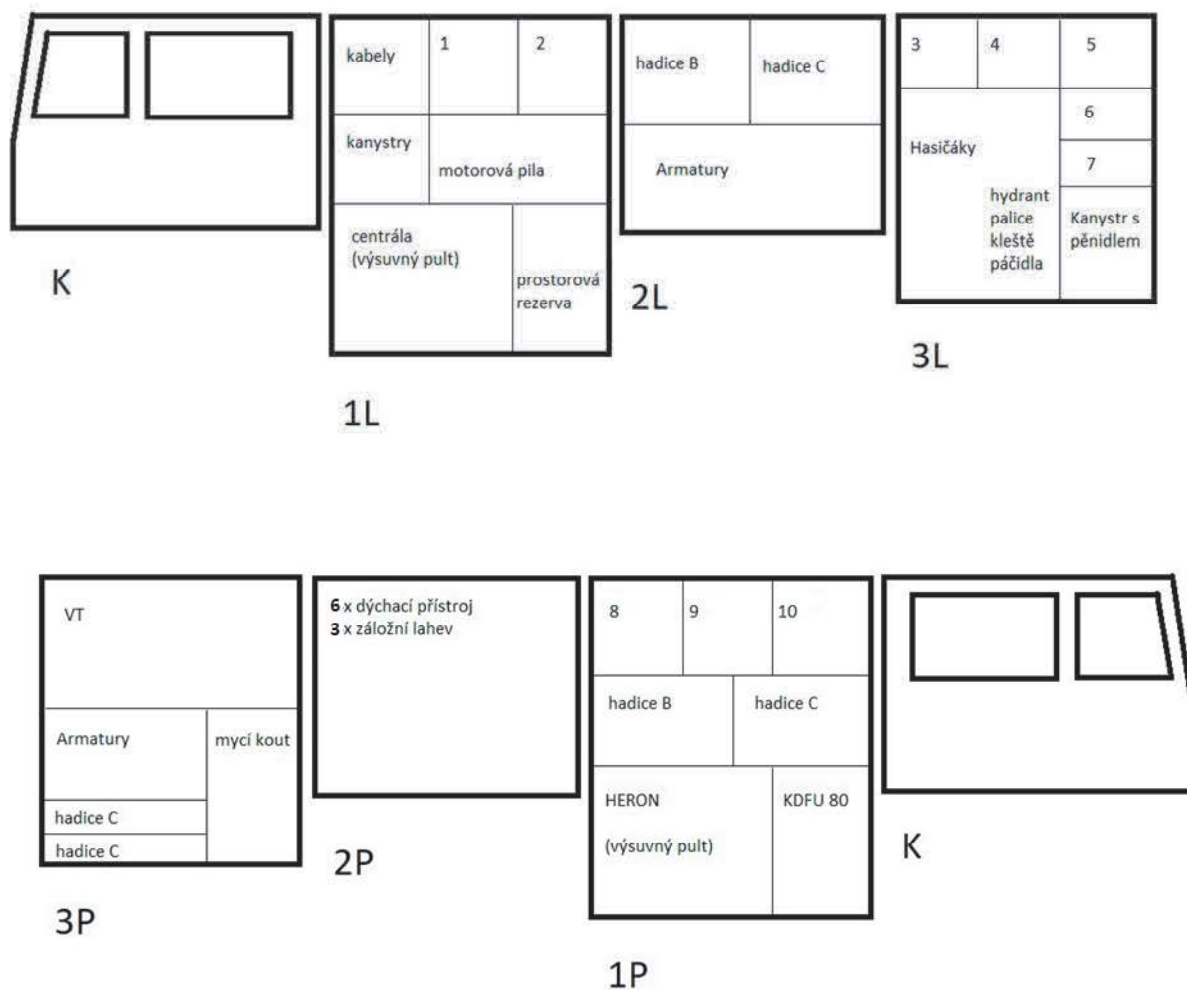 kabely
1
2
kanystry
motorová pila
centrála
(výsuvný pult)
prostorová
rezerva
hadice B
hadice C
Armatury
3
4
5
6
7
Hasičáky
hydrant
palice
kleště
páčidla
Kanystr s
pěnidlem
K
1L
2L
3L
VT
Armatury
mycí kout
hadice C
hadice C
6 x dýchací přístroj
3 x záložní lahev
8
9
10
hadice B
hadice C
HERON
(výsuvný pult)
KDFU 80
3P
2P
1P
K